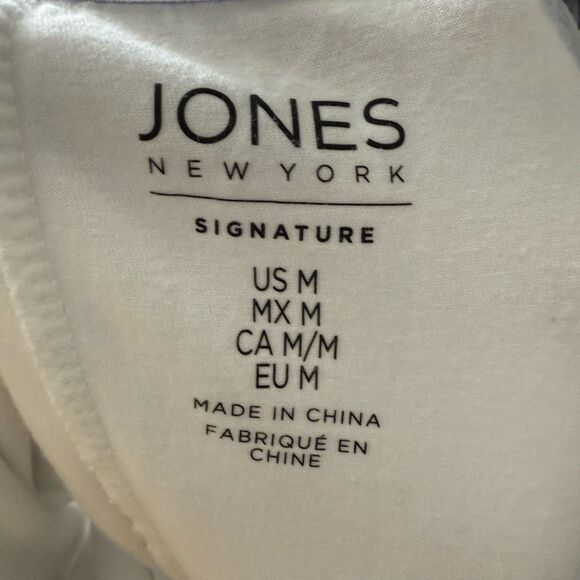 JONES
NEW YORK
SIGNATURE
US M
MX M
CA M/M
EU M
MADE IN CHINA
FABRIQUÉ EN
CHINE